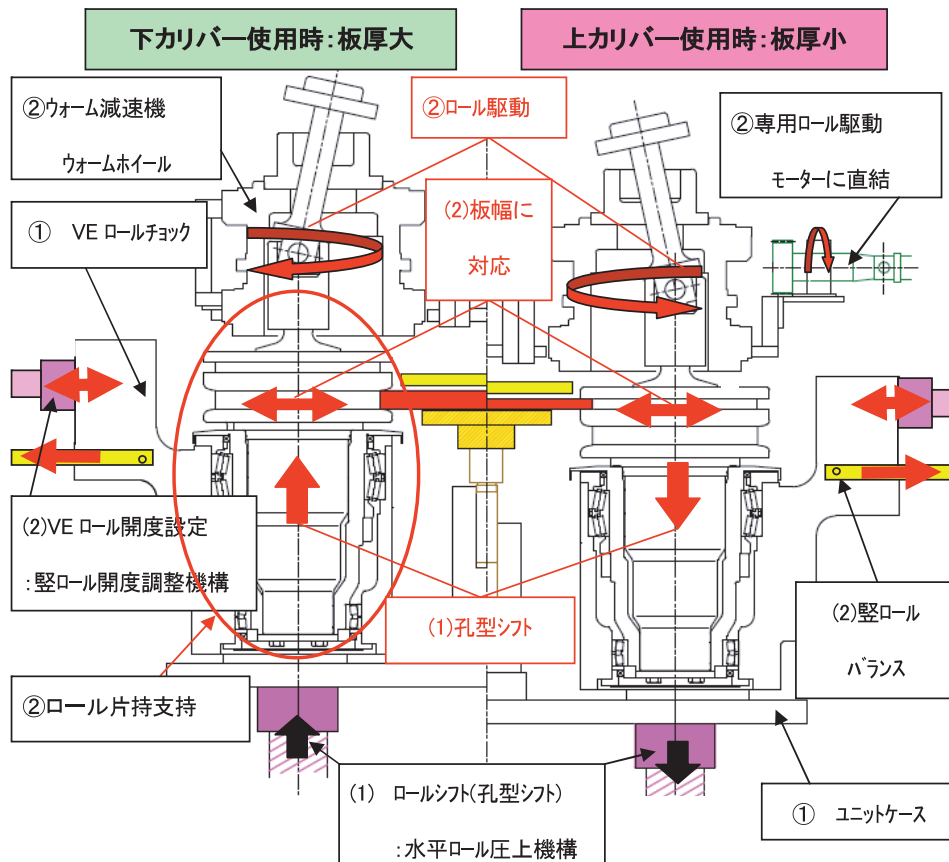 下カリバー使用時:板厚大
上カリバー使用時:板厚小
②ウォーム減速機
ウォームホイール
②ロール駆動
②専用ロール駆動
モーターに直結
① VEロールチョック
(2)板幅に
対応
(2)VEロール開度設定
:竪ロール開度調整機構
(1)孔型シフト
(2)竪ロール
バランス
②ロール片持支持
(1) ロールシフト(孔型シフト)
:水平ロール圧上機構
① ユニットケース